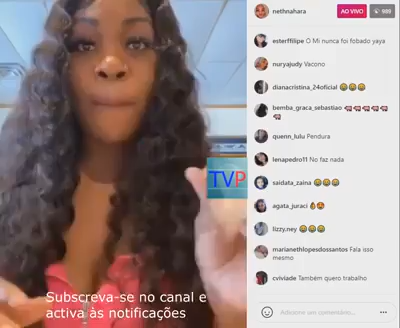 nethnahara
AO VIVO
989
esterffilipe O Mi nunca foi fobado yaya
nuryajudy Vacono
dianacristina_24oficial 😂😂😂
bemba_graca_sebastiao
quenn_lulu Pendura
lenapedro11 No faz nada
TVP
saidata_zaina 😂😂😂
agata_juraci
lizzy.ney 😂😂😂
marianethlopesdossantos Fala isso
mesmo
cviviade Também quero trabalho
Subscreva-se no canal e
activa às notificações
Adicione um comentário...